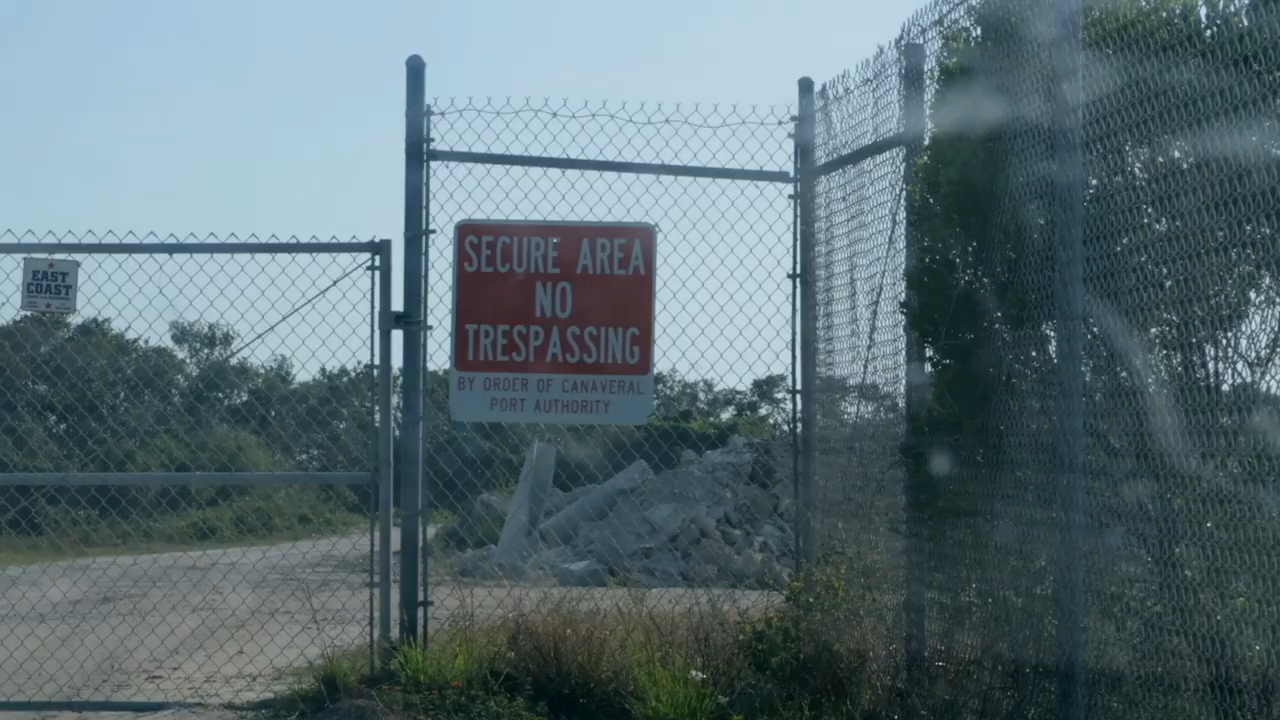 EAST
COAST
SECURE AREA
NO
TRESPASSING
BY ORDER OF CANAVERAL
PORT AUTHORITY